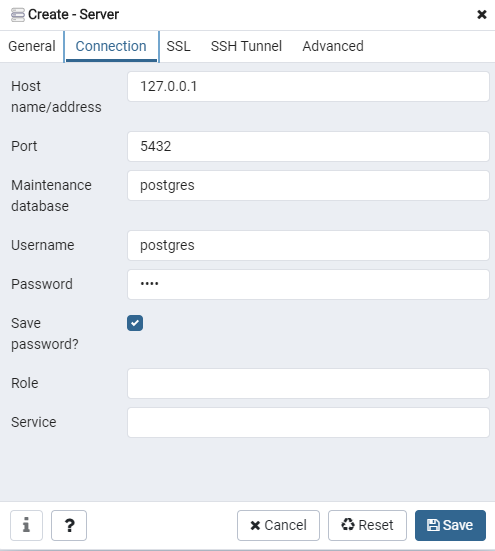 Create - Server
General Connection SSL SSH Tunnel Advanced
Host
name/address
127.0.0.1
Port
5432
Maintenance
database
postgres
Username
postgres
Password
••••
Save
password?
Role
Service
i ? Cancel Reset Save